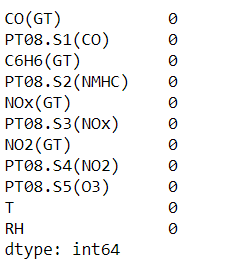 CO(GT) 0
PT08.S1(CO) 0
C6H6(GT) 0
PT08.S2(NMHC) 0
NOx(GT) 0
PT08.S3(NOx) 0
NO2(GT) 0
PT08.S4(NO2) 0
PT08.S5(O3) 0
T 0
RH 0
dtype: int64